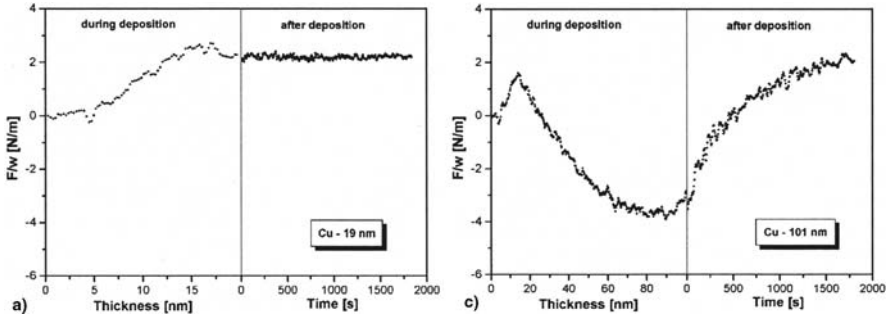 during deposition
after deposition
F/w [N/m]
6
4
2
0
-2
-4
-6
Cu - 19 nm
0 5 10 15 0 500 1000 1500 2000
a) Thickness [nm] Time [s]
during deposition
after deposition
F/w [N/m]
4
2
0
-2
-4
-6
Cu - 101 nm
0 20 40 60 80 0 500 1000 1500 2000
c) Thickness [nm] Time [s]